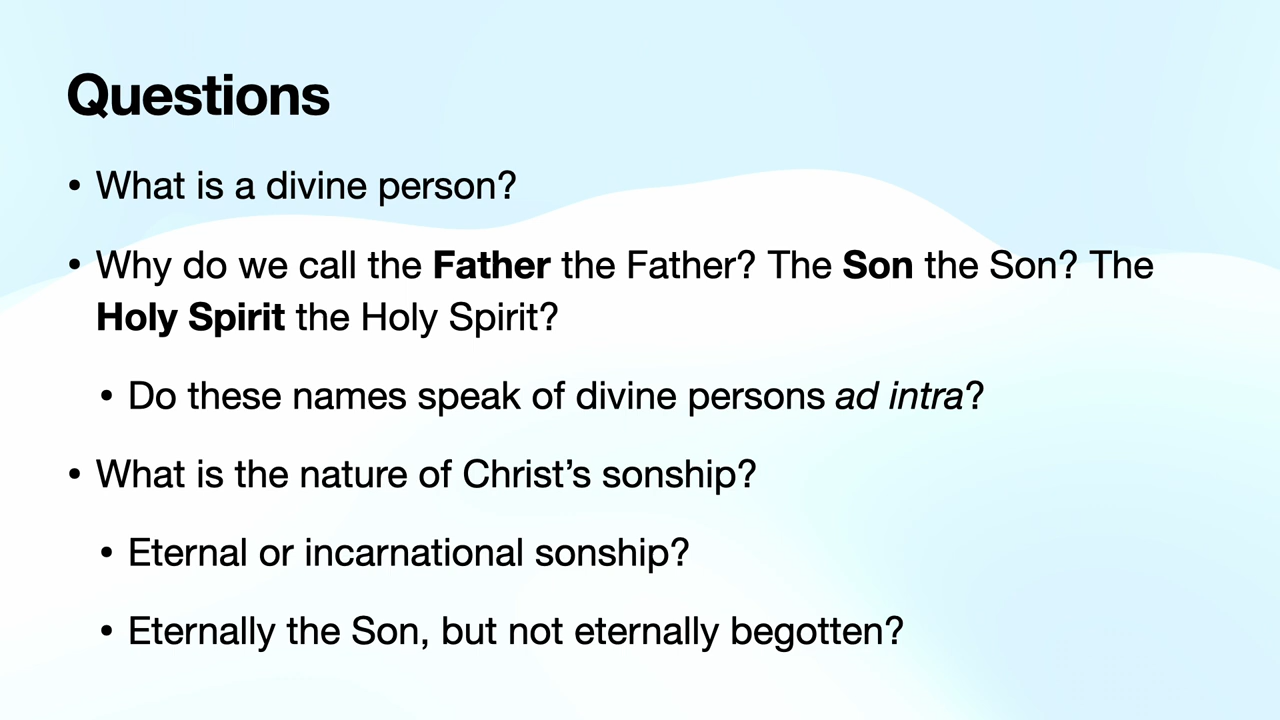 Questions
• What is a divine person?
• Why do we call the Father the Father? The Son the Son? The
Holy Spirit the Holy Spirit?
• Do these names speak of divine persons ad intra?
• What is the nature of Christ’s sonship?
• Eternal or incarnational sonship?
• Eternally the Son, but not eternally begotten?